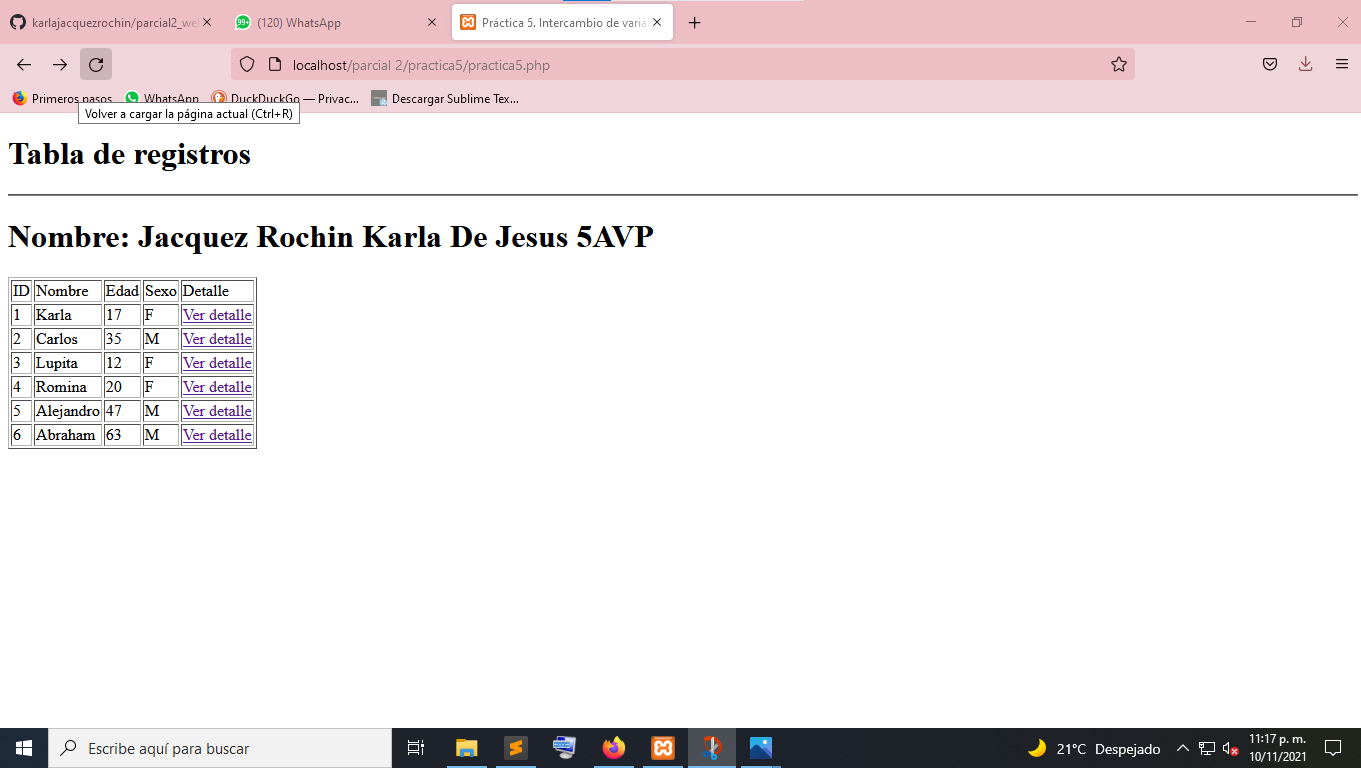 karlajacquezrochin/parcial2_we
99+ (120) WhatsApp
Práctica 5. Intercambio de varia
localhost/parcial 2/practica5/practica5.php
Primeros pasos
WhatsApp
DuckDuckGo — Privac...
Descargar Sublime Tex...
Volver a cargar la página actual (Ctrl+R)
Tabla de registros
Nombre: Jacquez Rochin Karla De Jesus 5AVP
ID Nombre Edad Sexo Detalle
1 Karla 17 F Ver detalle
2 Carlos 35 M Ver detalle
3 Lupita 12 F Ver detalle
4 Romina 20 F Ver detalle
5 Alejandro 47 M Ver detalle
6 Abraham 63 M Ver detalle
Escribe aquí para buscar
21°C Despejado
11:17 p. m.
10/11/2021